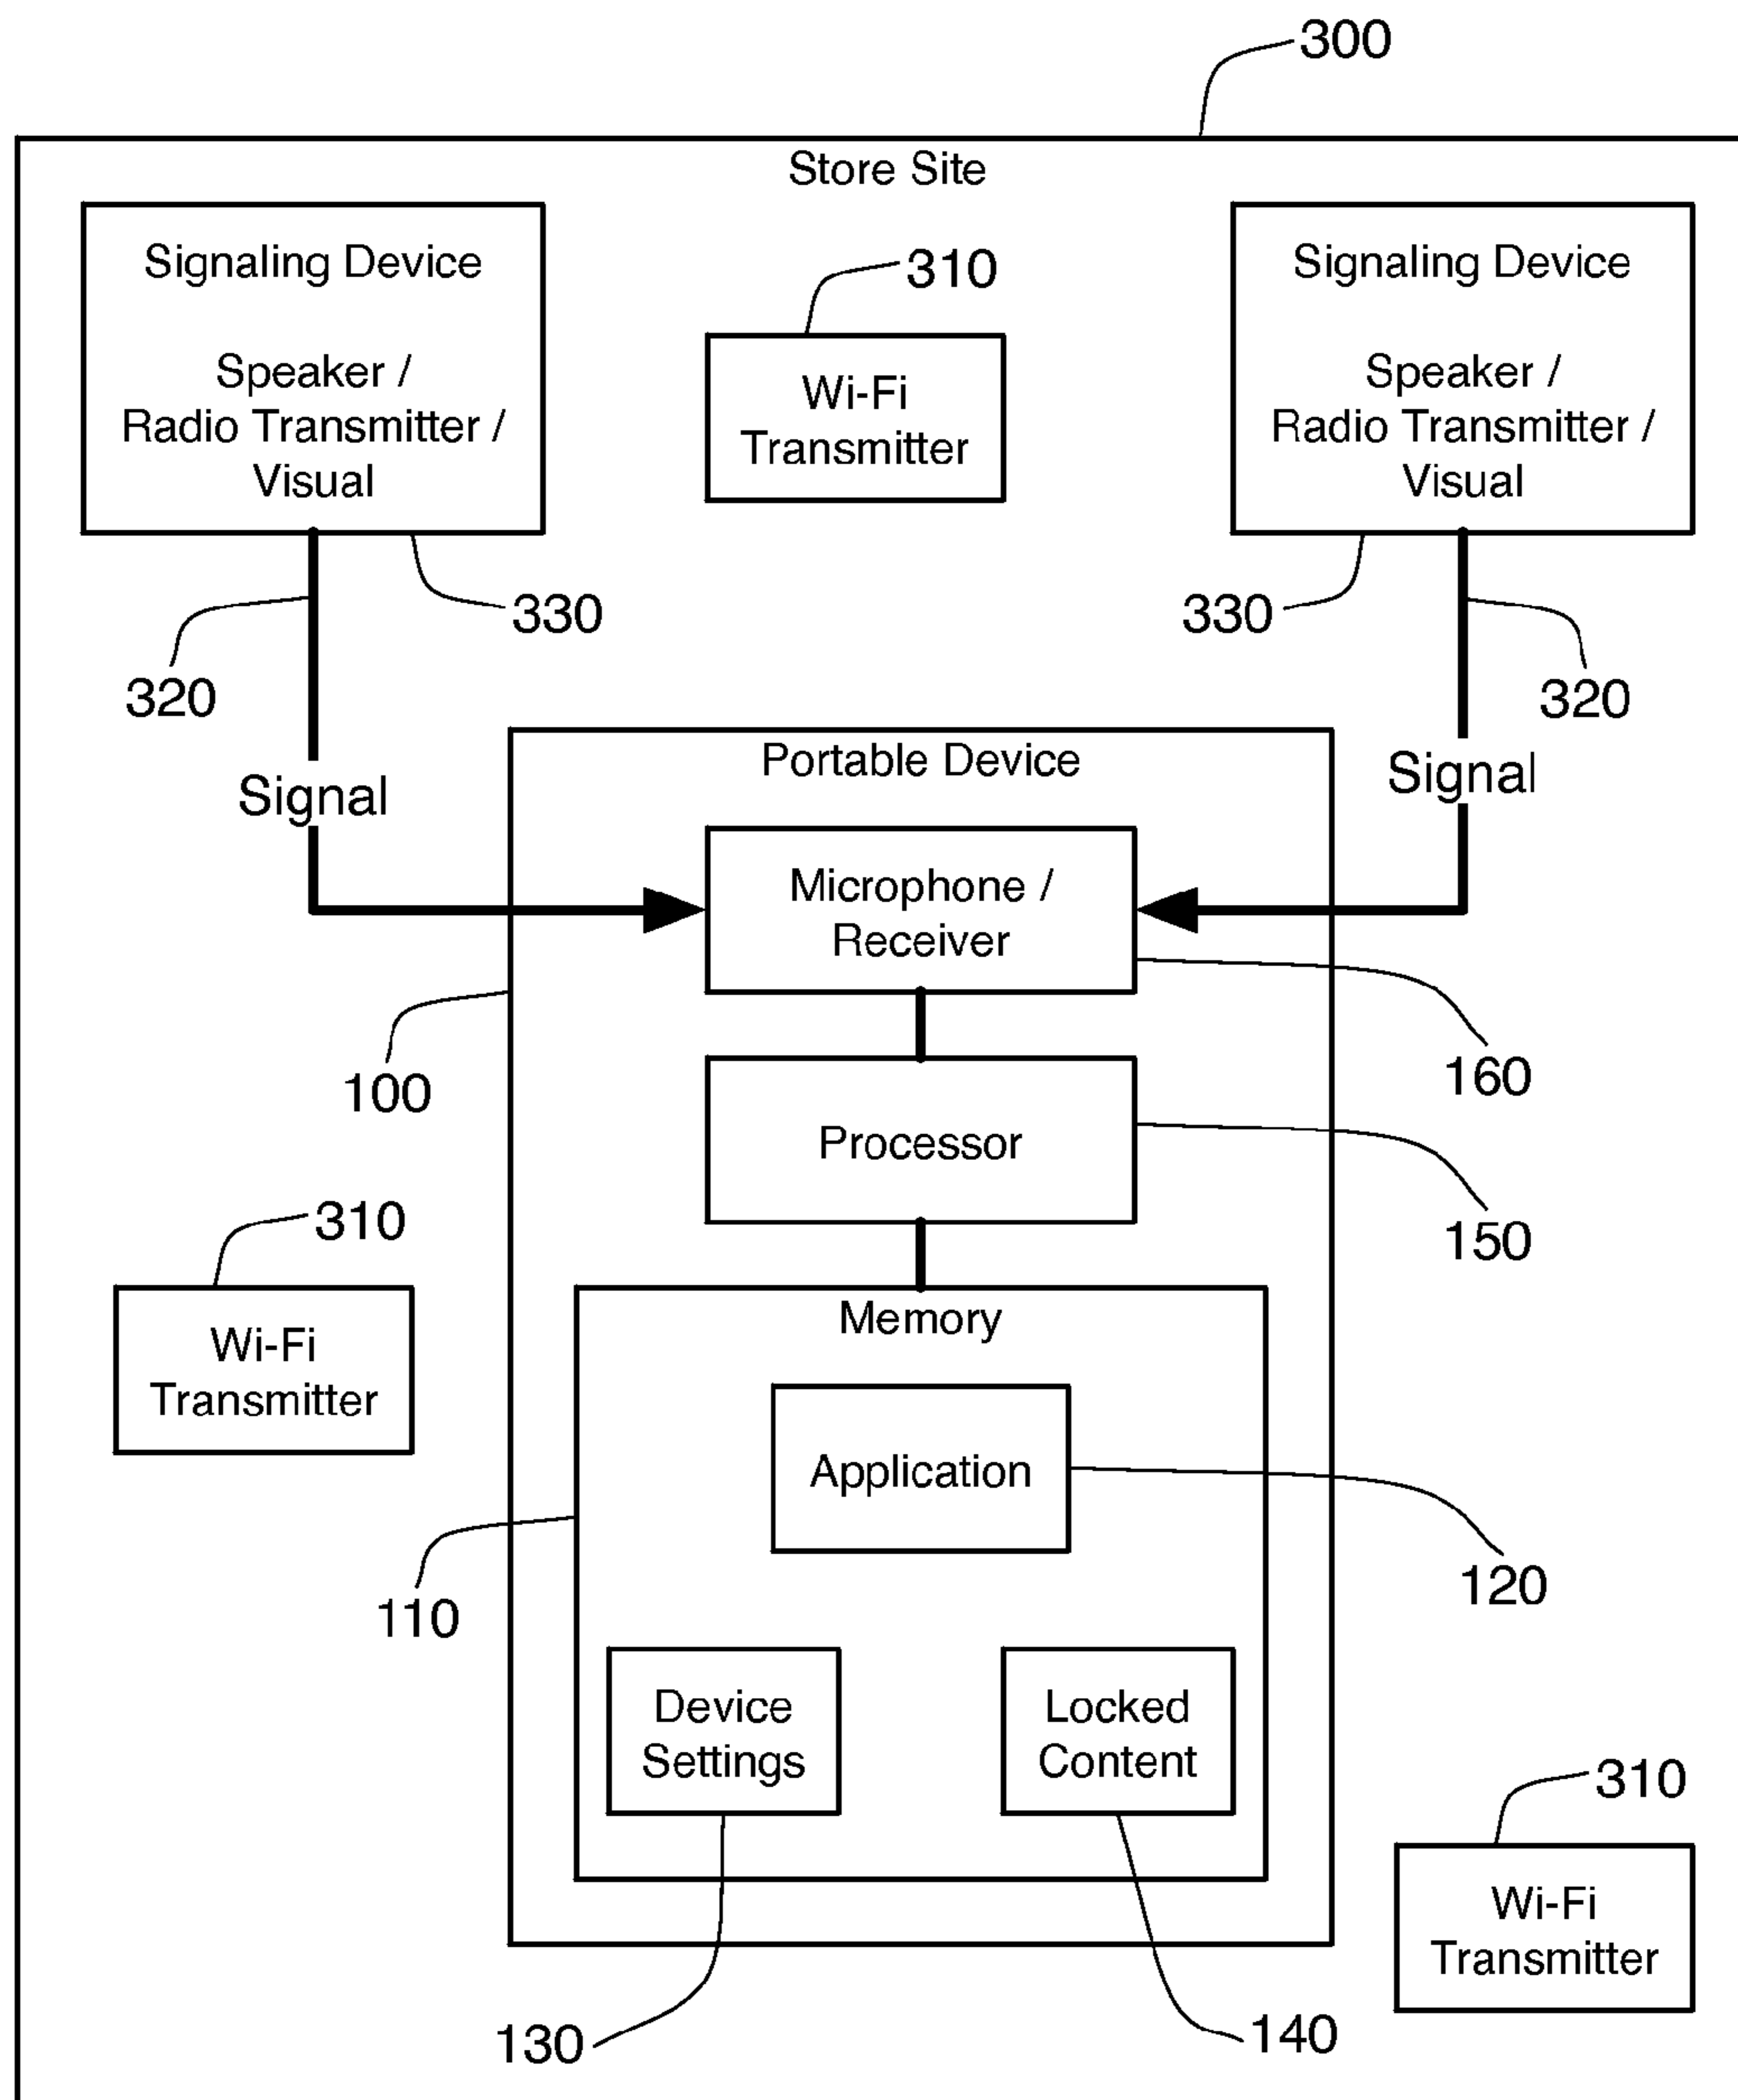 300
Store Site
Signaling Device
Speaker /
Radio Transmitter /
Visual
310
Wi-Fi
Transmitter
Signaling Device
Speaker /
Radio Transmitter /
Visual
330
330
320
320
Signal
Signal
Portable Device
Microphone /
Receiver
100
160
Processor
150
310
Wi-Fi
Transmitter
Memory
Application
110
120
Device
Settings
Locked
Content
310
Wi-Fi
Transmitter
130
140